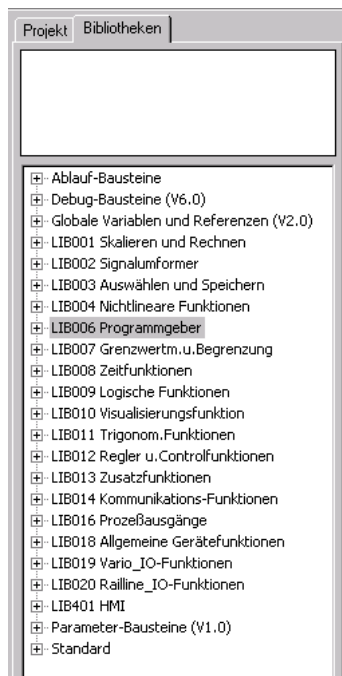 Projekt Bibliotheken
Ablauf-Bausteine
Debug-Bausteine (V6.0)
Globale Variablen und Referenzen (V2.0)
LIB001 Skalieren und Rechnen
LIB002 Signalumformer
LIB003 Auswählen und Speichern
LIB004 Nichtlineare Funktionen
LIB006 Programmgeber
LIB007 Grenzwertm.u.Begrenzung
LIB008 Zeitfunktionen
LIB009 Logische Funktionen
LIB010 Visualisierungsfunktion
LIB011 Trigonom.Funktionen
LIB012 Regler u.Controlfunktionen
LIB013 Zusatzfunktionen
LIB014 Kommunikations-Funktionen
LIB016 Prozeßausgänge
LIB018 Allgemeine Gerätefunktionen
LIB019 Vario_IO-Funktionen
LIB020 Railline_IO-Funktionen
LIB401 HMI
Parameter-Bausteine (V1.0)
Standard